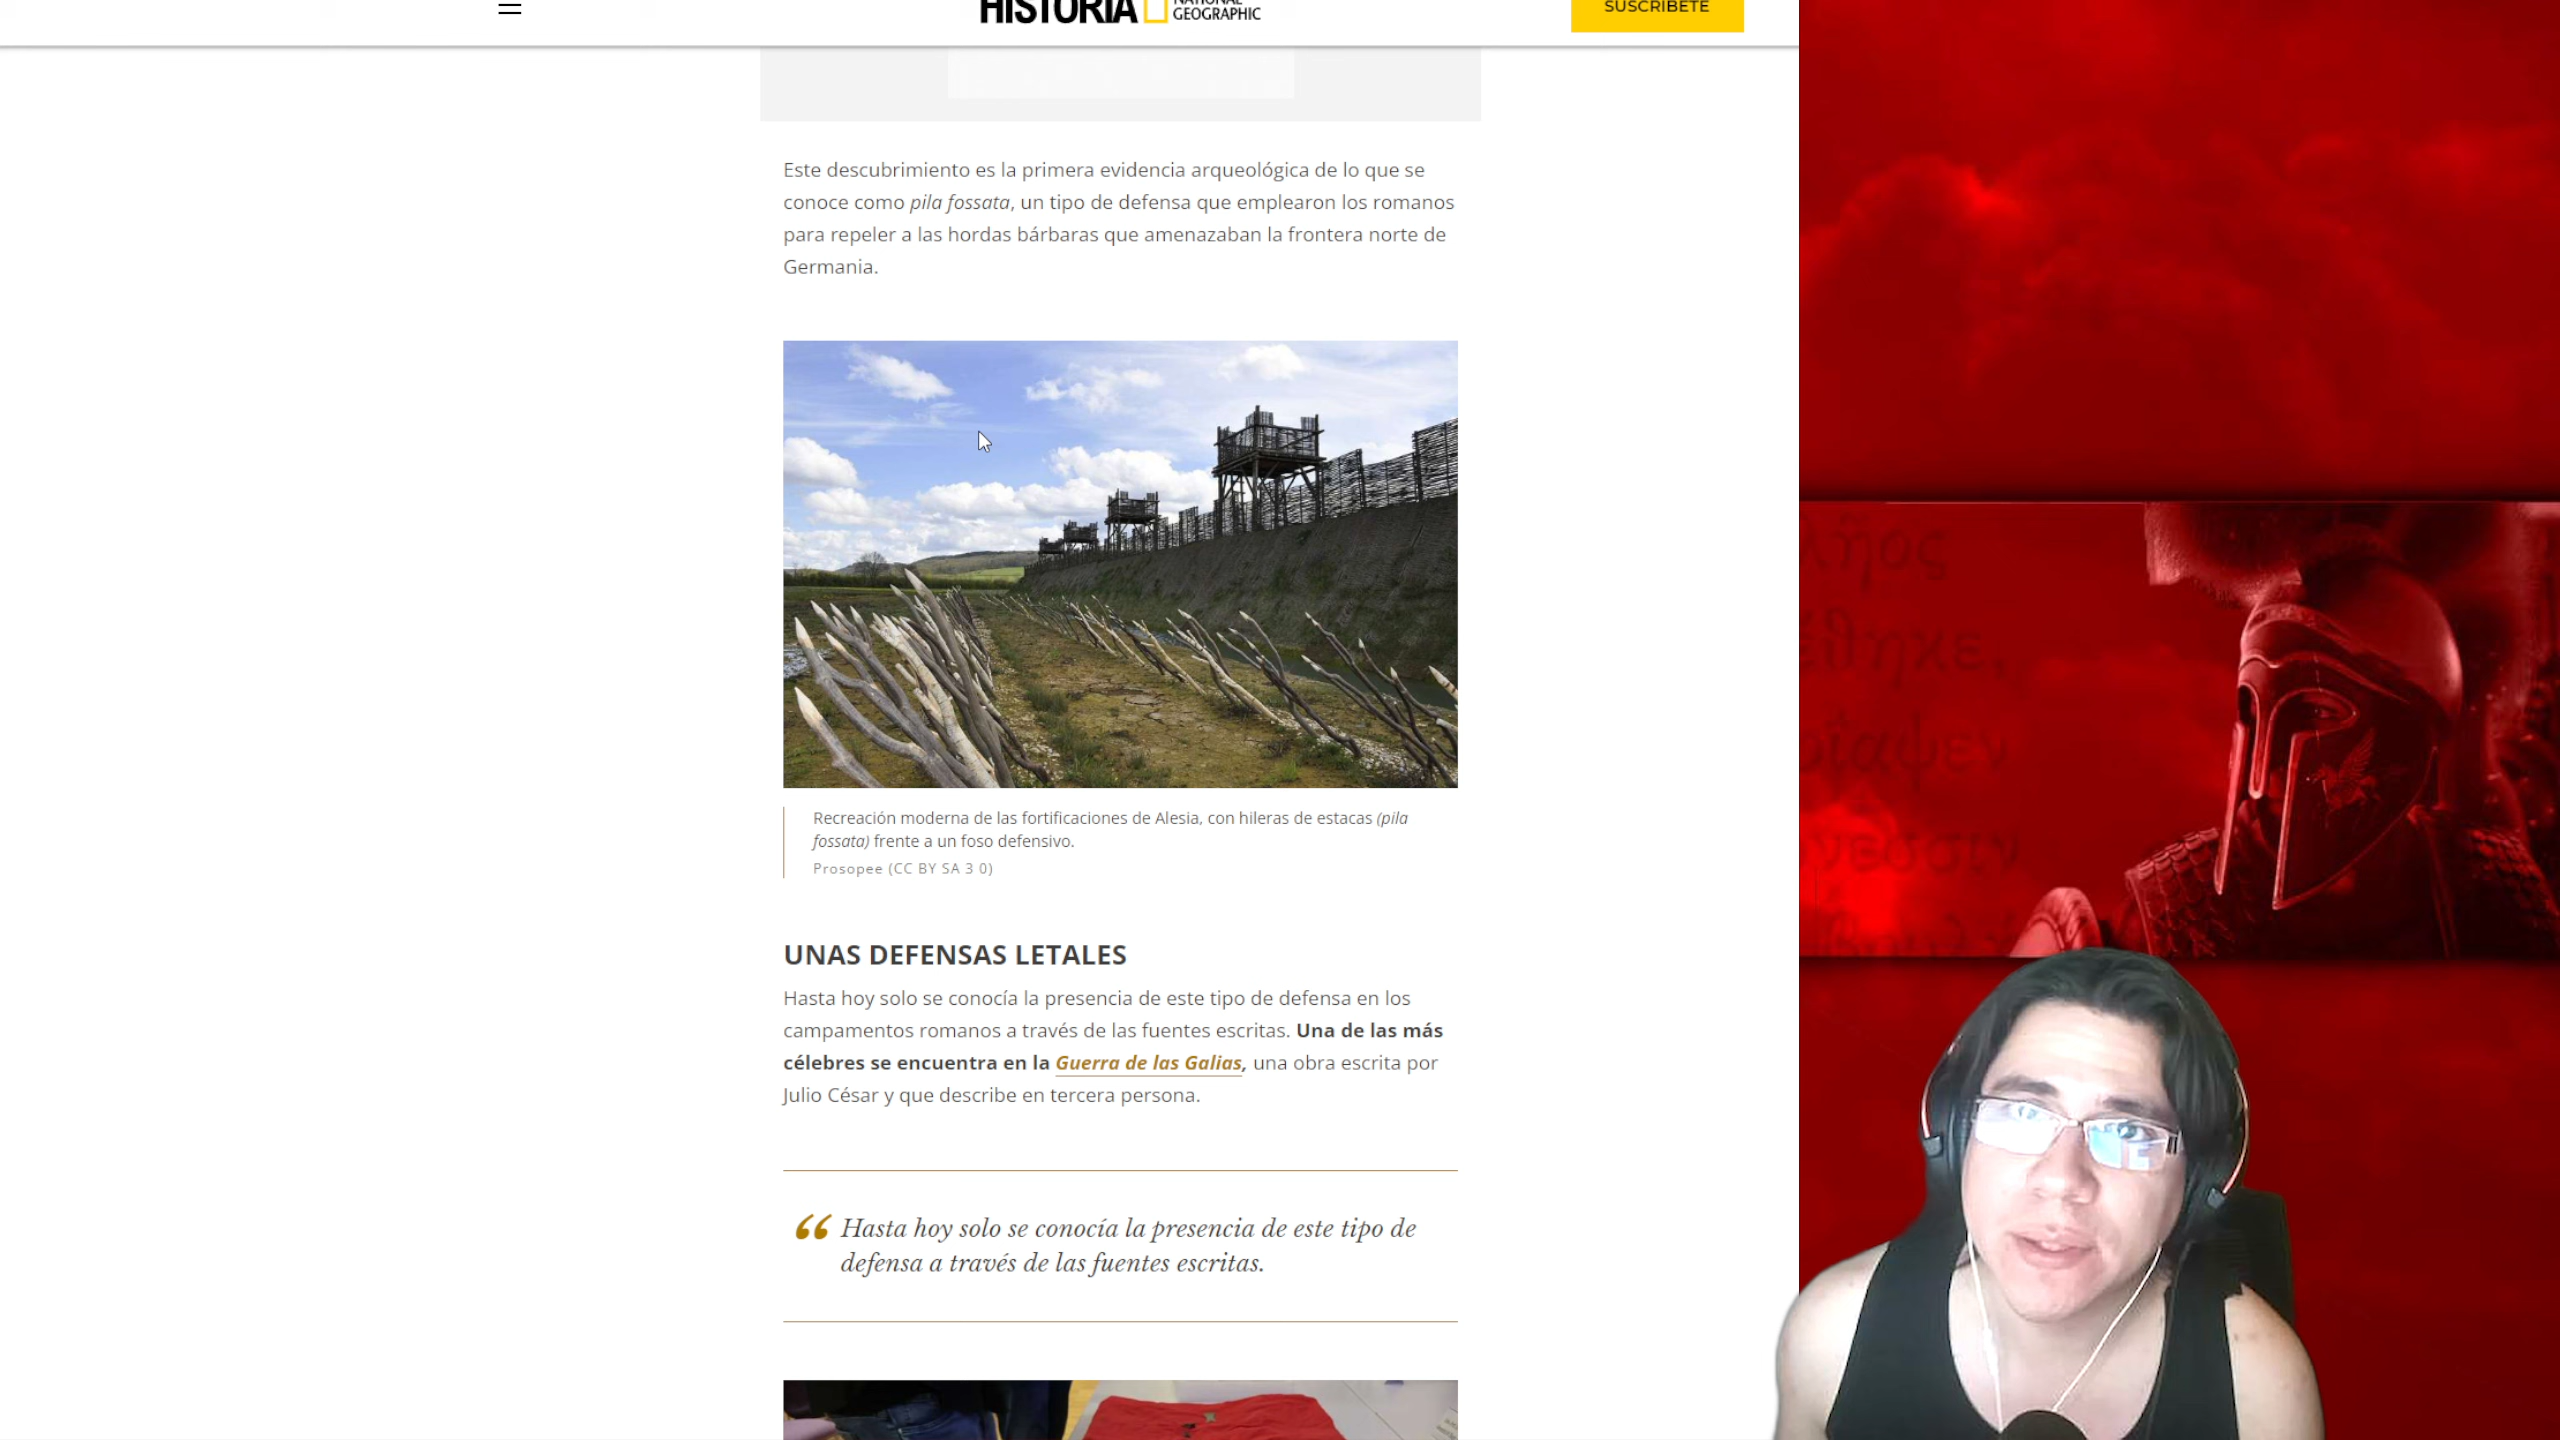 HISTORIA
NATIONAL
GEOGRAPHIC
SUSCRÍBETE
Este descubrimiento es la primera evidencia arqueológica de lo que se
conoce como pila fossata, un tipo de defensa que emplearon los romanos
para repeler a las hordas bárbaras que amenazaban la frontera norte de
Germania.
Recreación moderna de las fortificaciones de Alesia, con hileras de estacas (pila
fossata) frente a un foso defensivo.
Prosopee (CC BY SA 3 0)
UNAS DEFENSAS LETALES
Hasta hoy solo se conocía la presencia de este tipo de defensa en los
campamentos romanos a través de las fuentes escritas. Una de las más
célebres se encuentra en la Guerra de las Galias, una obra escrita por
Julio César y que describe en tercera persona.
“ Hasta hoy solo se conocía la presencia de este tipo de
defensa a través de las fuentes escritas.